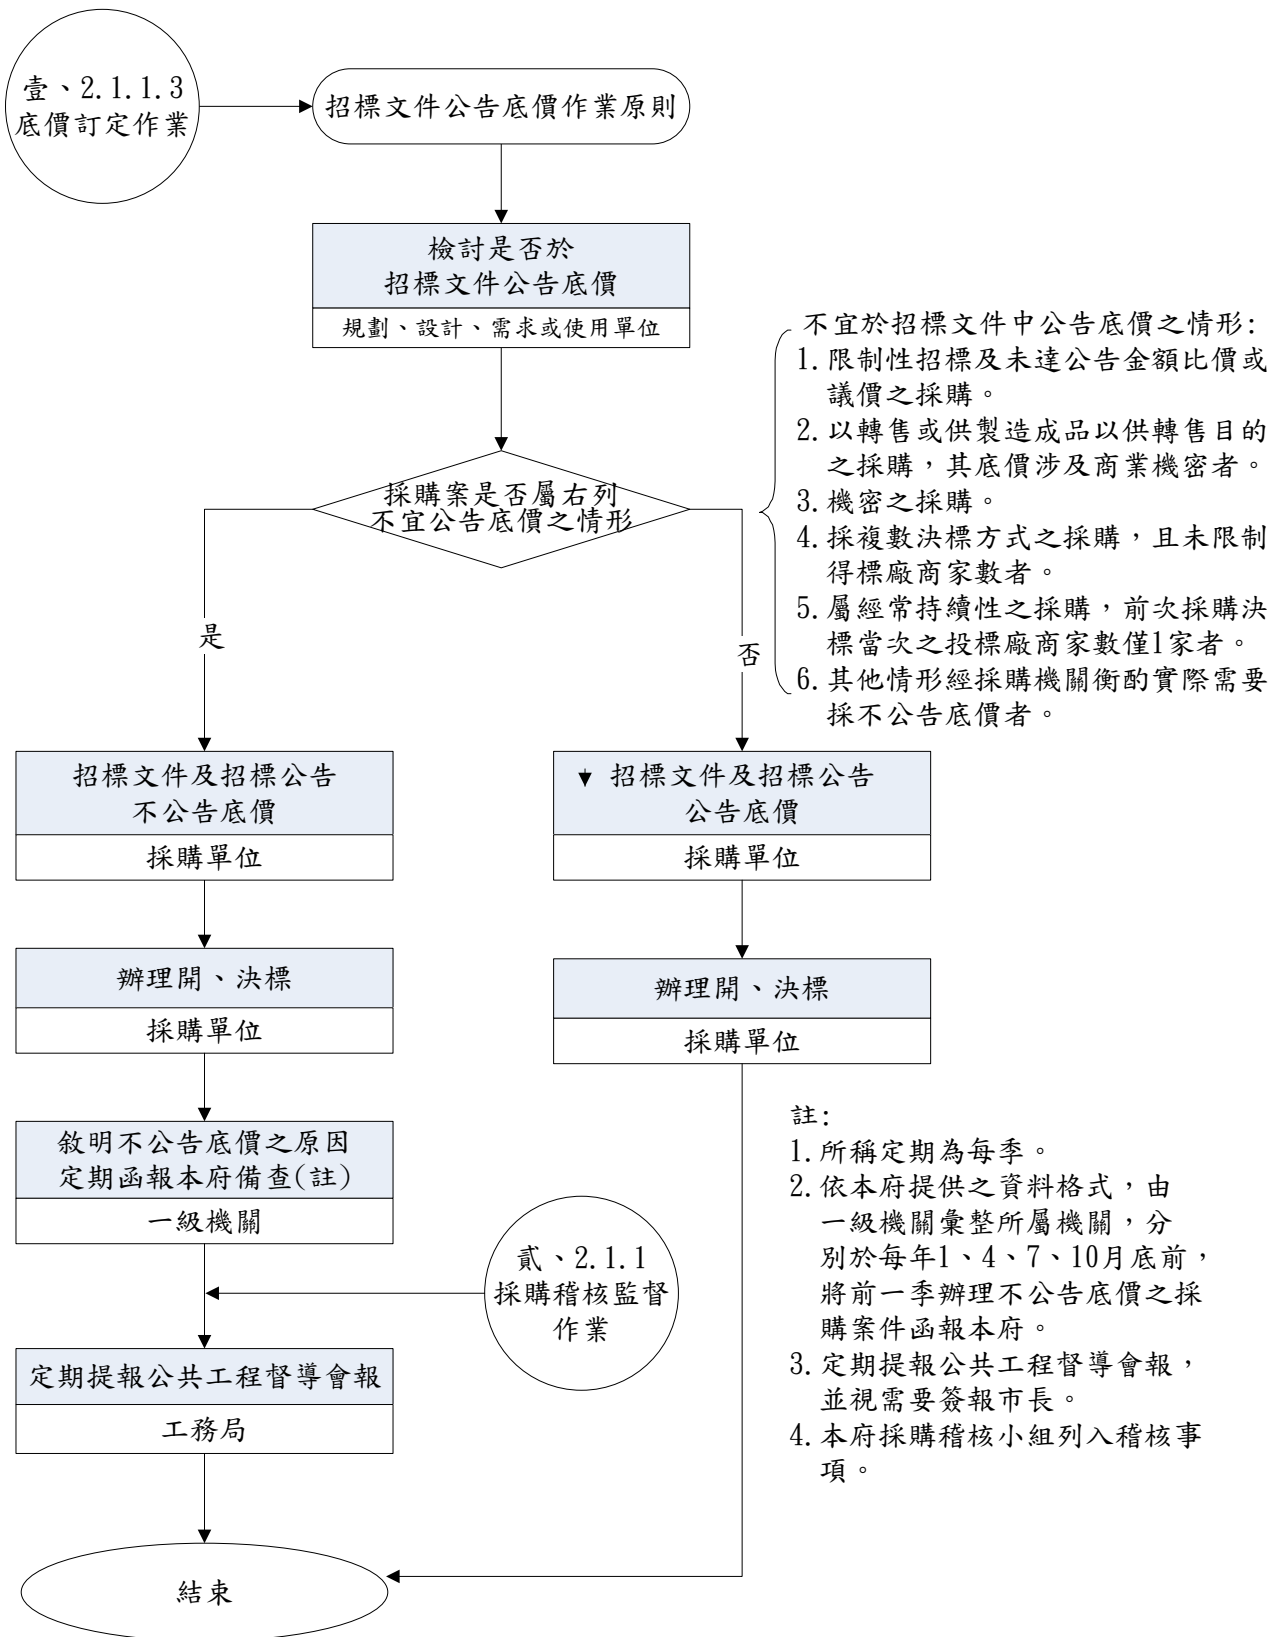 壹、2.1.1.3
底價訂定作業
招標文件公告底價作業原則
檢討是否於
招標文件公告底價
規劃、設計、需求或使用單位
不宜於招標文件中公告底價之情形:
1.限制性招標及未達公告金額比價或
議價之採購。
2.以轉售或供製造成品以供轉售目的
之採購,其底價涉及商業機密者。
3.機密之採購。
4.採複數決標方式之採購,且未限制
得標廠商家數者。
5.屬經常持續性之採購,前次採購決
標當次之投標廠商家數僅1家者。
6.其他情形經採購機關衡酌實際需要
採不公告底價者。
採購案是否屬右列
不宜公告底價之情形
是
否
招標文件及招標公告
不公告底價
採購單位
招標文件及招標公告
公告底價
採購單位
辦理開、決標
採購單位
辦理開、決標
採購單位
敘明不公告底價之原因
定期函報本府備查(註)
一級機關
貳、2.1.1
採購稽核監督
作業
定期提報公共工程督導會報
工務局
結束
註:
1.所稱定期為每季。
2.依本府提供之資料格式,由
一級機關彙整所屬機關,分
別於每年1、4、7、10月底前,
將前一季辦理不公告底價之採
購案件函報本府。
3.定期提報公共工程督導會報,
並視需要簽報市長。
4.本府採購稽核小組列入稽核事
項。